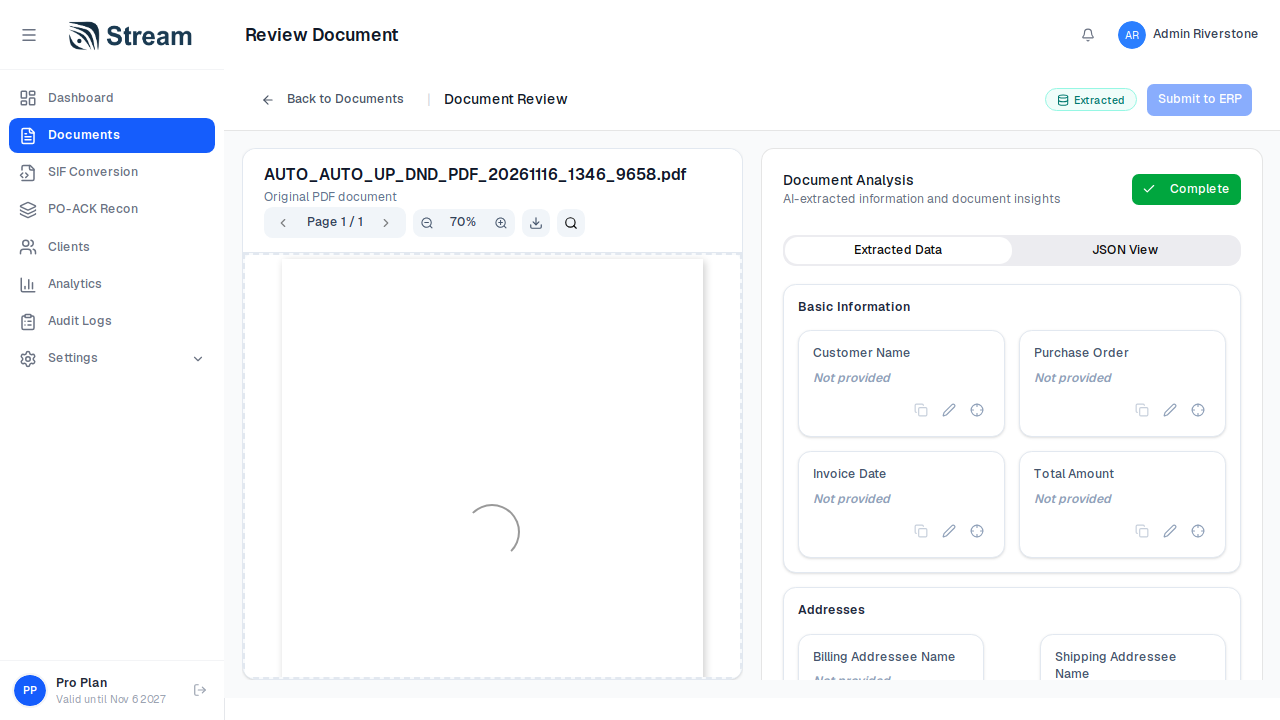 Stream
Review Document
AR
Admin Riverstone
Dashboard
Documents
SIF Conversion
PO-ACK Recon
Clients
Analytics
Audit Logs
Settings
PP
Pro Plan
Valid until Nov 6 2027
Back to Documents
Document Review
Extracted
Submit to ERP
AUTO_AUTO_UP_DND_PDF_20261116_1346_9658.pdf
Original PDF document
Page 1 / 1
70%
Document Analysis
AI-extracted information and document insights
Complete
Extracted Data
JSON View
Basic Information
Customer Name
Not provided
Purchase Order
Not provided
Invoice Date
Not provided
Total Amount
Not provided
Addresses
Billing Addressee Name
Not provided
Shipping Addressee
Name